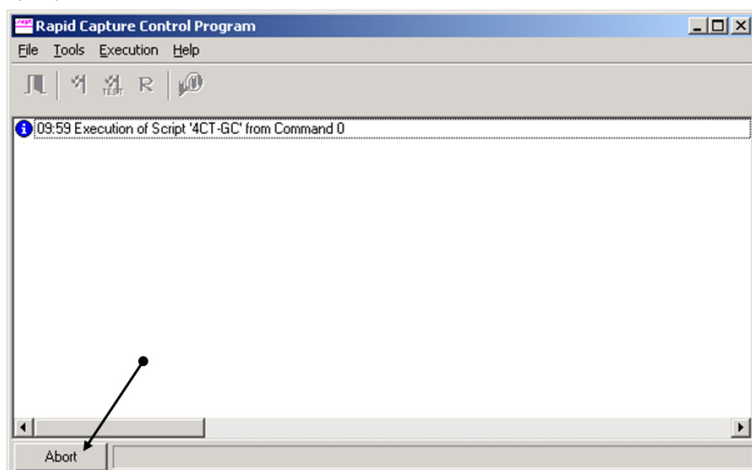 Rapid Capture Control Program
File Tools Execution Help
TEST R
09:59 Execution of Script '4CT-GC' from Command 0
Abort